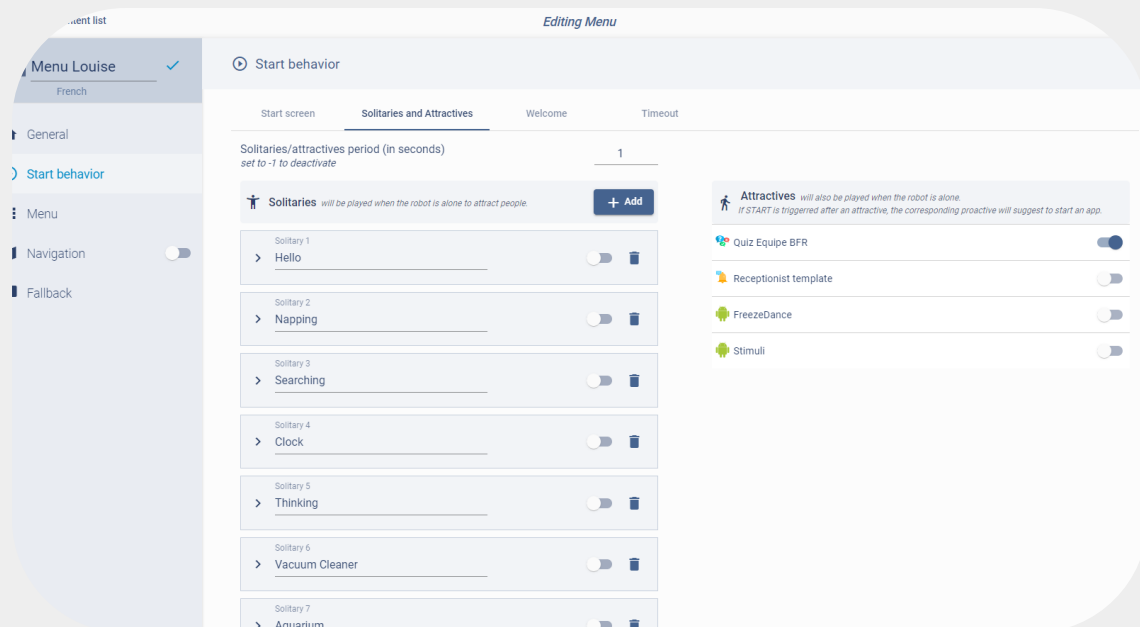 list
Editing Menu
Menu Louise
French
General
Start behavior
Menu
Navigation
Fallback
Start behavior
Start screen
Solitaries and Attractives
Welcome
Timeout
Solitaries/attractives period (in seconds)
set to -1 to deactivate
1
Solitaries will be played when the robot is alone to attract people.
+ Add
Solitary 1
Hello
Solitary 2
Napping
Solitary 3
Searching
Solitary 4
Clock
Solitary 5
Thinking
Solitary 6
Vacuum Cleaner
Solitary 7
Aquarium
Attractives will also be played when the robot is alone.
If START is triggered after an attractive, the corresponding proactive will suggest to start an app.
Quiz Equipe BFR
Receptionist template
FreezeDance
Stimuli